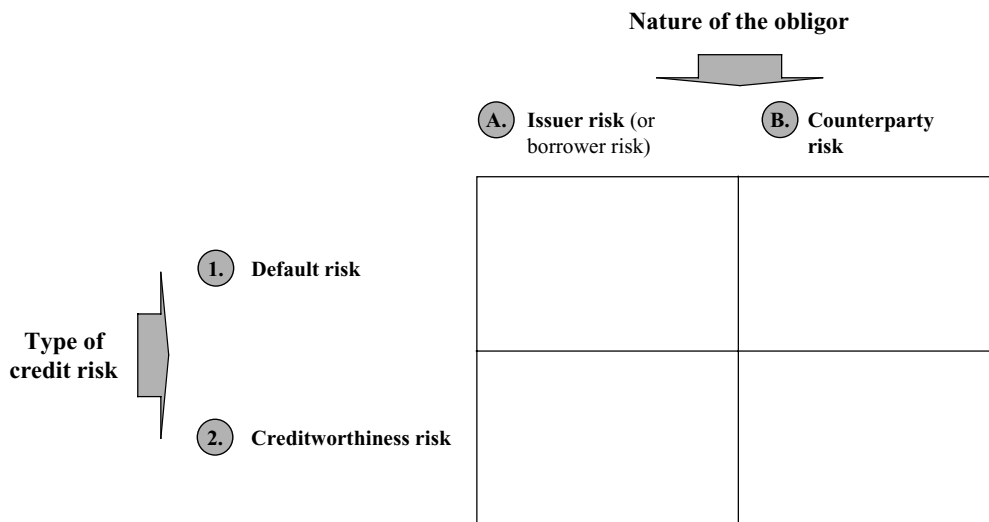 Nature of the obligor
A. Issuer risk (or
borrower risk)
B. Counterparty
risk
1. Default risk
Type of
credit risk
2. Creditworthiness risk